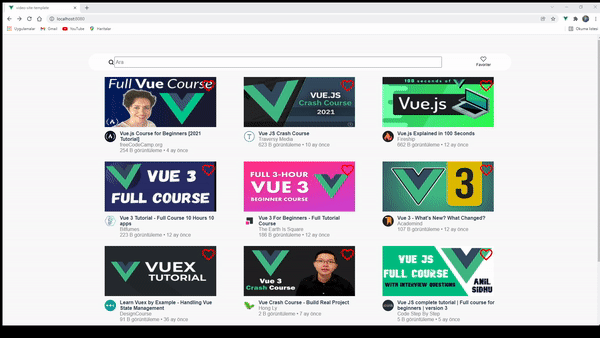 video-site-template
localhost:8080
Uygulamalar
Gmail
YouTube
Haritalar
Okuma listesi
Ara
Favoriler
Full Vue Course
VUE.JS
Crash Course
2021
100 seconds of
Vue.js
Vue.js Course for Beginners [2021
Tutorial]
freeCodeCamp.org
254 B görüntüleme • 4 ay önce
Vue JS Crash Course
Traversy Media
623 B görüntüleme • 10 ay önce
Vue.js Explained in 100 Seconds
Fireship
662 B görüntüleme • 12 ay önce
VUE 3
FULL COURSE
FULL 3-HOUR
VUE 3
BEGINNER COURSE
3
Vue 3 Tutorial - Full Course 10 Hours 10
apps
Bitfumes
223 B görüntüleme • 12 ay önce
Vue 3 For Beginners - Full Tutorial
Course
The Earth Is Square
186 B görüntüleme • 12 ay önce
Vue 3 - What's New? What Changed?
Academind
107 B görüntüleme • 12 ay önce
VUEX
TUTORIAL
Vue 3
Crash Course
VUE JS
FULL COURSE
WITH INTERVIEW QUESTIONS
ANIL
SIDHU
Learn Vuex by Example - Handling Vue
State Management
DesignCourse
91 B görüntüleme • 36 ay önce
Vue Crash Course - Build Real Project
Hong Ly
2 B görüntüleme • 7 ay önce
Vue JS complete tutorial | Full course for
beginners | version 3
Code Step By Step
5 B görüntüleme • 5 ay önce